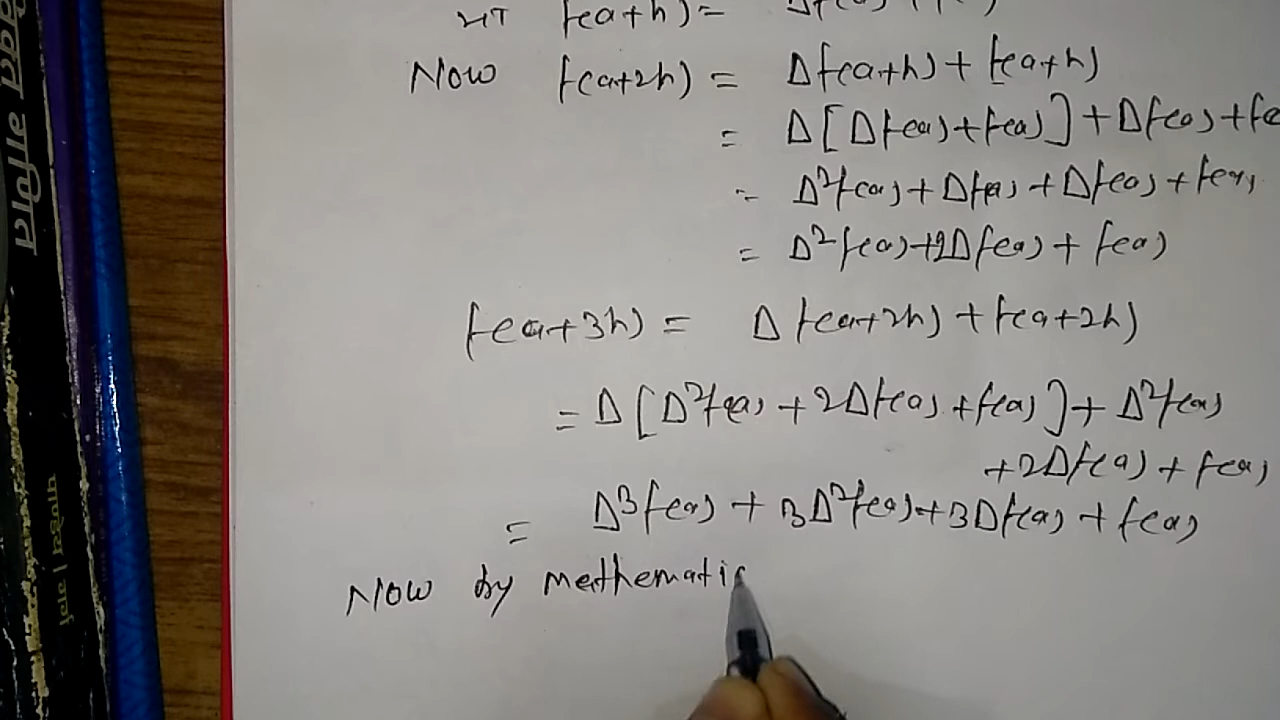 या f(a+h) = Δf(a)+f(a)
Now f(a+2h) = Δf(a+h) + f(a+h)
= Δ[Δf(a)+f(a)] + Δf(a)+f(a
= Δ²f(a) + Δf(a) + Δf(a) + f(a)
= Δ²f(a)+2Δf(a) + f(a)
f(a+3h) = Δf(a+2h) + f(a+2h)
= Δ[Δ²f(a) + 2Δf(a) + f(a)] + Δ²f(a)
+2Δf(a) + f(a)
= Δ³f(a) + 3Δ²f(a) + 3Δf(a) + f(a)
Now by mathematic